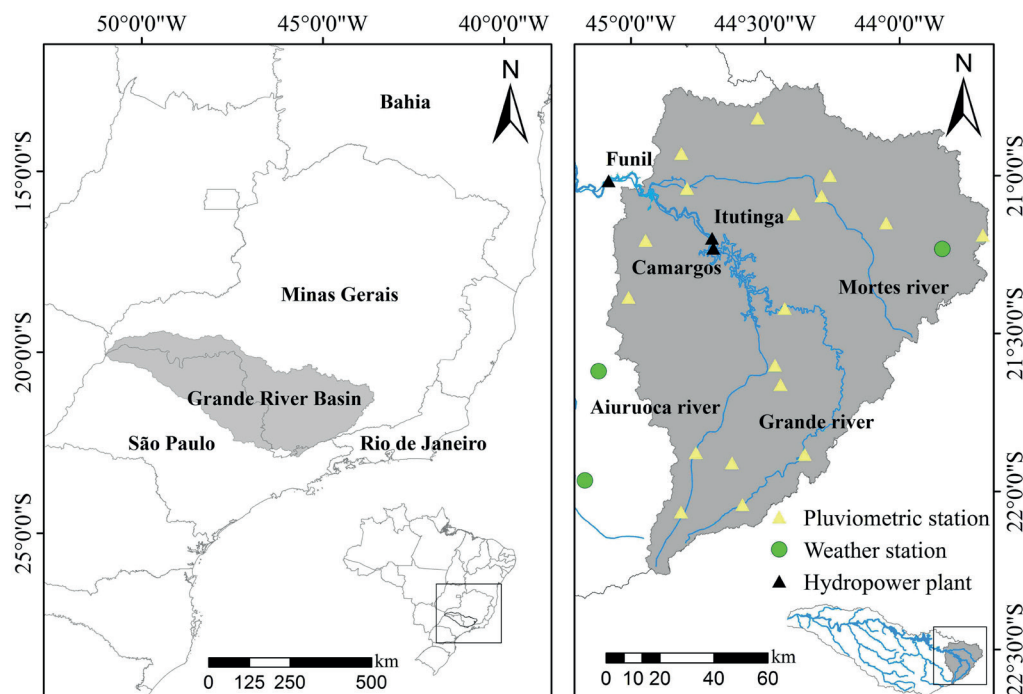 50°0'0"W 45°0'0"W 40°0'0"W
N
Bahia
15°0'0"S
Minas Gerais
20°0'0"S
Grande River Basin
São Paulo
Rio de Janeiro
25°0'0"S
km
0 125 250 500
45°0'0"W 44°30'0"W 44°0'0"W
N
Funil
21°0'0"S
Itutinga
Camargos
Mortes river
21°30'0"S
Aiuruoca river
Grande river
22°0'0"S
Pluviometric station
Weather station
Hydropower plant
22°30'0"S
km
0 10 20 40 60